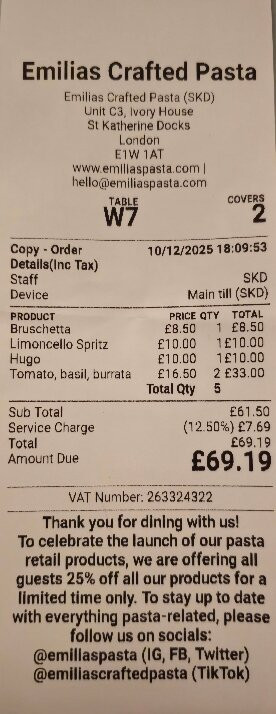 Emilias Crafted Pasta
Emilias Crafted Pasta (SKD)
Unit C3, Ivory House
St Katherine Docks
London
E1W 1AT
www.emiliaspasta.com |
hello@emiliaspasta.com
TABLE COVERS
W7 2
Copy - Order 10/12/2025 18:09:53
Details(Inc Tax)
Staff SKD
Device Main till (SKD)
PRODUCT PRICE QTY TOTAL
Bruschetta £8.50 1 £8.50
Limoncello Spritz £10.00 1 £10.00
Hugo £10.00 1 £10.00
Tomato, basil, burrata £16.50 2 £33.00
Total Qty 5
Sub Total £61.50
Service Charge (12.50%) £7.69
Total £69.19
Amount Due £69.19
VAT Number: 263324322
Thank you for dining with us!
To celebrate the launch of our pasta
retail products, we are offering all
guests 25% off all our products for a
limited time only. To stay up to date
with everything pasta-related, please
follow us on socials:
@emiliaspasta (IG, FB, Twitter)
@emiliascraftedpasta (TikTok)